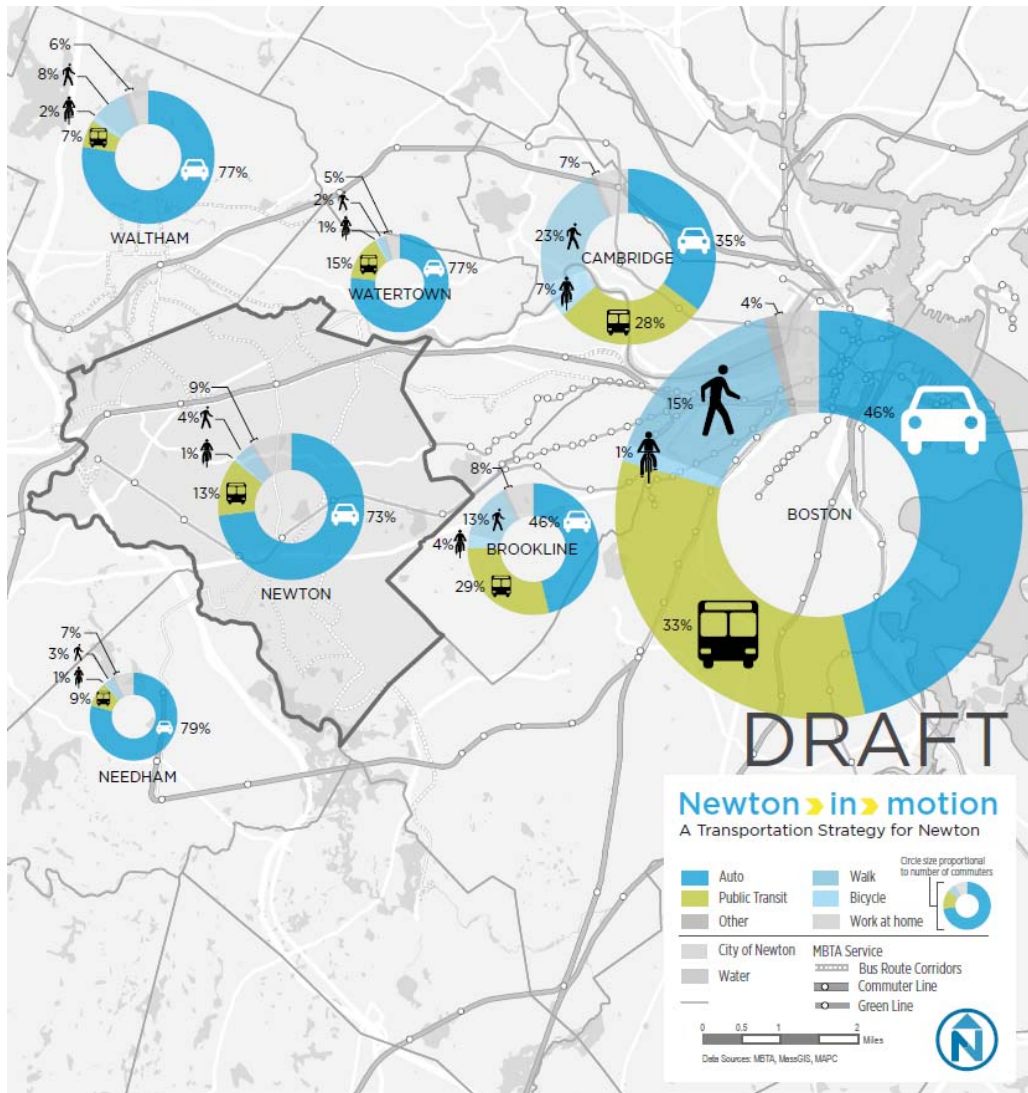 6%
8%
2%
7%
77%
WALTHAM
5%
2%
1%
15%
77%
WATERTOWN
7%
23%
35%
CAMBRIDGE
7%
28%
4%
15%
46%
1%
BOSTON
33%
9%
4%
1%
13%
73%
NEWTON
8%
13%
46%
4%
BROOKLINE
29%
7%
3%
1%
9%
79%
NEEDHAM
DRAFT
Newton in motion
A Transportation Strategy for Newton
Auto
Public Transit
Other
Walk
Bicycle
Work at home
Circle size proportional
to number of commuters
City of Newton
Water
MBTA Service
Bus Route Corridors
Commuter Line
Green Line
0 0.5 1 2
Miles
Data Sources: MBTA, MassGIS, MAPC
N